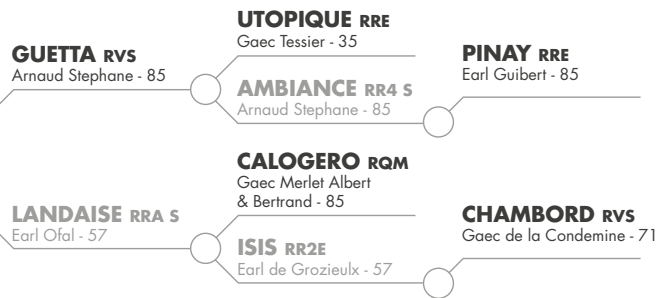 UTOPIQUE RRE
Gaec Tessier - 35
GUETTA RVS
Arnaud Stephane - 85
PINAY RRE
Earl Guibert - 85
AMBIANCE RR4 S
Arnaud Stephane - 85
CALOGERO RQM
Gaec Merlet Albert
& Bertrand - 85
LANDAISE RRA S
Earl Ofal - 57
CHAMBORD RVS
Gaec de la Condemine - 71
ISIS RR2E
Earl de Grozieulx - 57